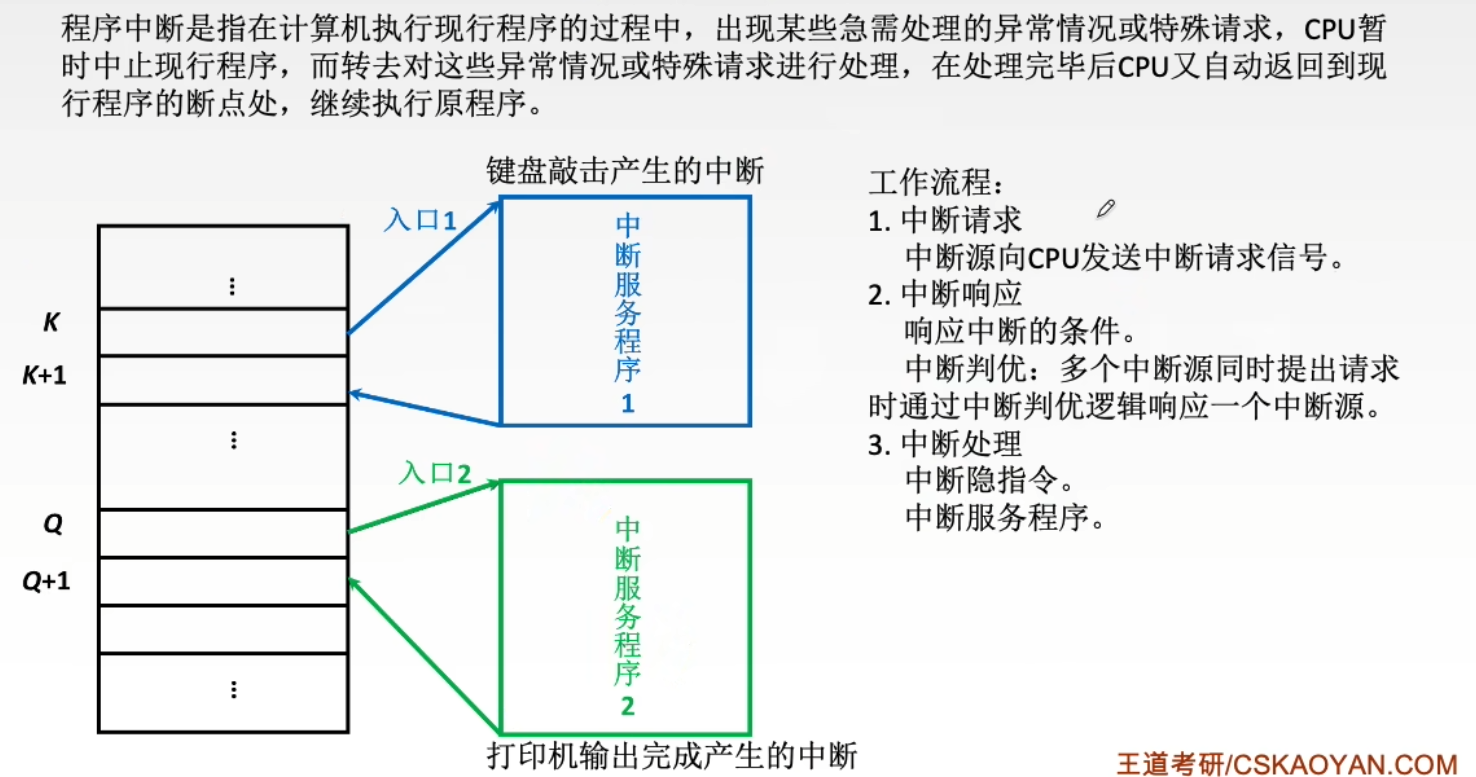 程序中断是指在计算机执行现行程序的过程中，出现某些急需处理的异常情况或特殊请求，CPU暂
时中止现行程序，而转去对这些异常情况或特殊请求进行处理，在处理完毕后CPU又自动返回到现
行程序的断点处，继续执行原程序。
键盘敲击产生的中断
入口1
中断服务程序1
⋮
K
K+1
⋮
入口2
Q
Q+1
中断服务程序2
⋮
打印机输出完成产生的中断
工作流程：
1. 中断请求
中断源向CPU发送中断请求信号。
2. 中断响应
响应中断的条件。
中断判优：多个中断源同时提出请求
时通过中断判优逻辑响应一个中断源。
3. 中断处理
中断隐指令。
中断服务程序。
王道考研/CSKAOYAN.COM